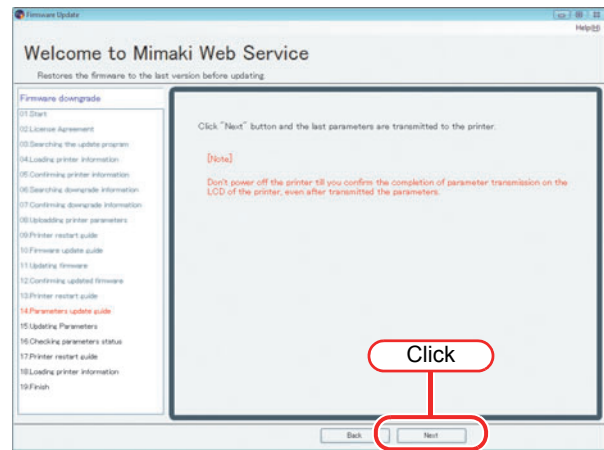 Firmware Update
Help(H)
Welcome to Mimaki Web Service
Restores the firmware to the last version before updating.
Firmware downgrade
01.Start
02.License Agreement
03.Searching the update program
04.Loading printer information
05.Confirming printer information
06.Searching downgrade information
07.Confirming downgrade information
08.Uploadding printer parameters
09.Printer restart guide
10.Firmware update guide
11.Updating firmware
12.Confirming updated firmware
13.Printer restart guide
14.Parameters update guide
15.Updating Parameters
16.Checking parameters status
17.Printer restart guide
18.Loading printer information
19.Finish
Click "Next" button and the last parameters are transmitted to the printer.
[Note]
Don't power off the printer till you confirm the completion of parameter transmission on the
LCD of the printer, even after transmitted the parameters.
Click
Back
Next